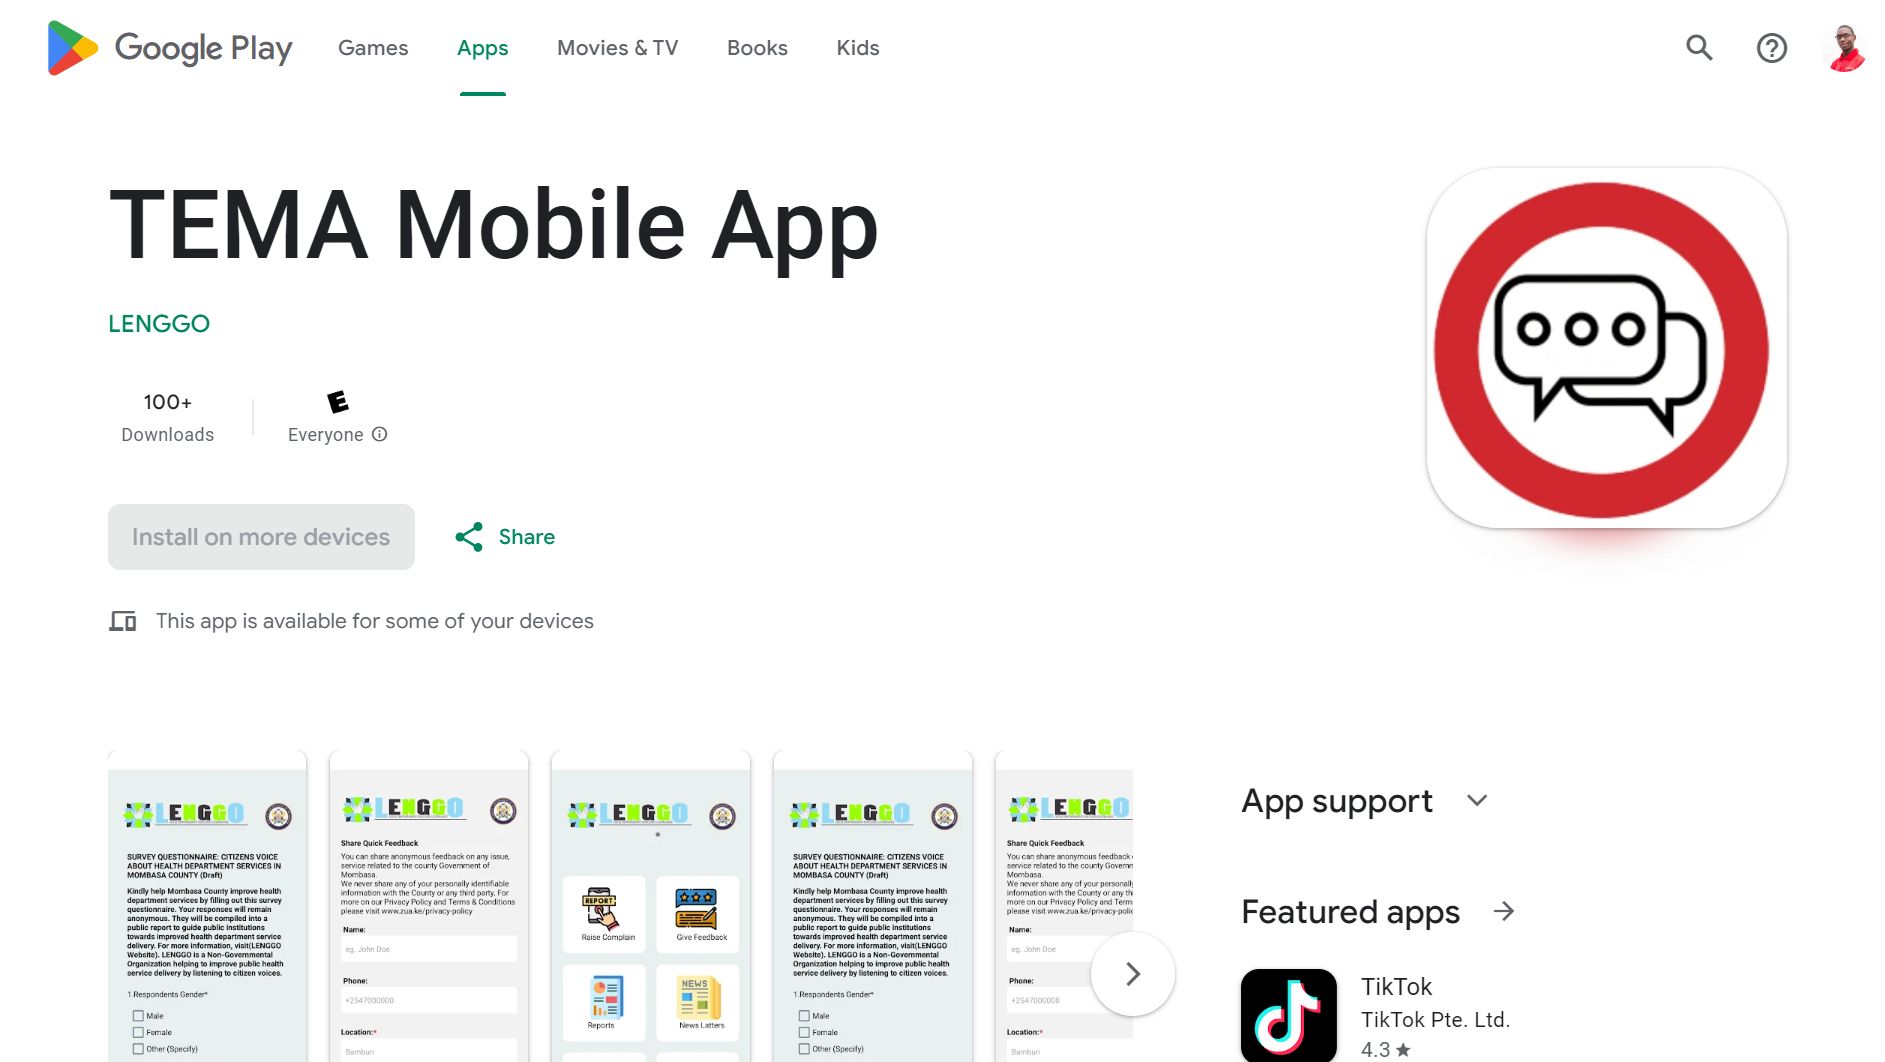 Google Play
Games
Apps
Movies & TV
Books
Kids
TEMA Mobile App
LENGGO
100+
Downloads
E
Everyone
Install on more devices
Share
This app is available for some of your devices
LENGGO
SURVEY QUESTIONNAIRE: CITIZENS VOICE
ABOUT HEALTH DEPARTMENT SERVICES IN
MOMBASA COUNTY (Draft)
Kindly help Mombasa County improve health
department services by filling out this survey
questionnaire. Your responses will remain
anonymous. They will be compiled into a
public report to guide public institutions
towards improved health department service
delivery. For more information, visit(LENGGO
Website). LENGGO is a Non-Governmental
Organization helping to improve public health
service delivery by listening to citizen voices.
1.Respondents Gender*
Male
Female
Other (Specify)
LENGGO
Share Quick Feedback
You can share anonymous feedback on any issue,
service related to the county Government of
Mombasa.
We never share any of your personally identifiable
information with the County or any third party. For
more on our Privacy Policy and Terms & Conditions
please visit www.zua.ke/privacy-policy
Name:
eg. John Doe
Phone:
+2547000000
Location:*
Bamburi
LENGGO
REPORT
Raise Complain
Give Feedback
Reports
NEWS
News Latters
LENGGO
SURVEY QUESTIONNAIRE: CITIZENS VOICE
ABOUT HEALTH DEPARTMENT SERVICES IN
MOMBASA COUNTY (Draft)
Kindly help Mombasa County improve health
department services by filling out this survey
questionnaire. Your responses will remain
anonymous. They will be compiled into a
public report to guide public institutions
towards improved health department service
delivery. For more information, visit(LENGGO
Website). LENGGO is a Non-Governmental
Organization helping to improve public health
service delivery by listening to citizen voices.
1.Respondents Gender*
Male
Female
Other (Specify)
LENGGO
Share Quick Feedback
You can share anonymous feedback
service related to the county Governm
Mombasa.
We never share any of your personally
information with the County or any th
more on our Privacy Policy and Terms
please visit www.zua.ke/privacy-polic
Name:
eg. John Doe
Phone:
+2547000000
Location:*
Bamburi
App support
Featured apps
TikTok
TikTok Pte. Ltd.
4.3